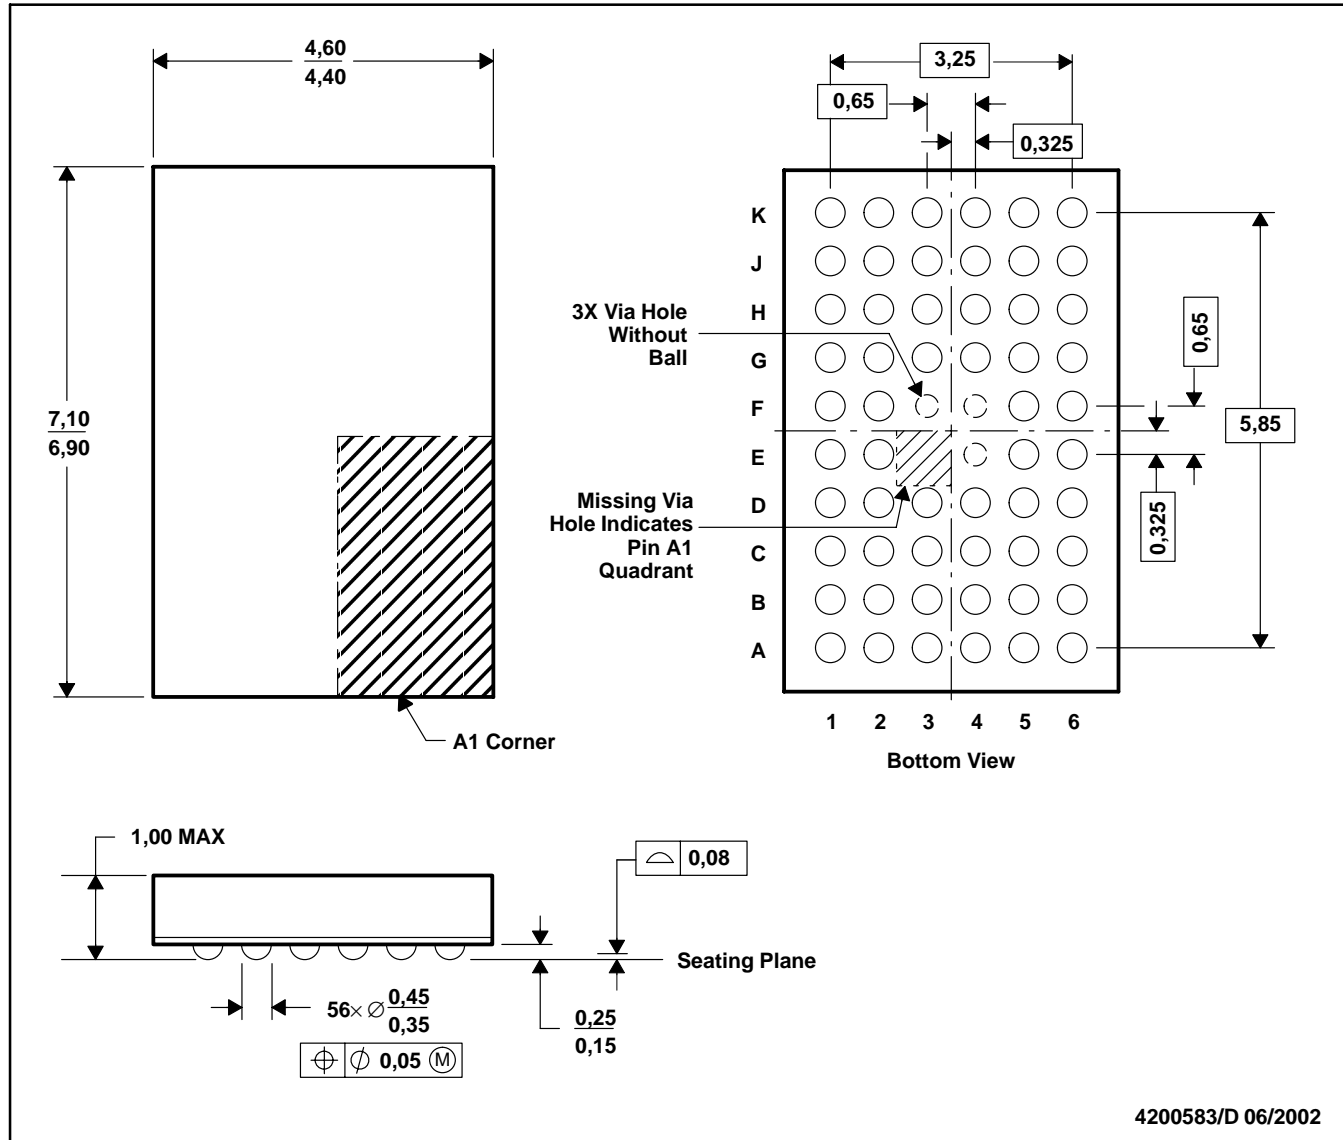 4,60
4,40
3,25
0,65
0,325
K
J
3X Via Hole
Without
Ball
H
0,65
G
7,10
6,90
F
5,85
E
Missing Via
Hole Indicates
Pin A1
Quadrant
D
0,325
C
B
A
1 2 3 4 5 6
A1 Corner
Bottom View
1,00 MAX
0,08
Seating Plane
56× ∅ 0,45
0,35
0,25
0,15
⌖ ∅ 0,05 Ⓜ
4200583/D 06/2002